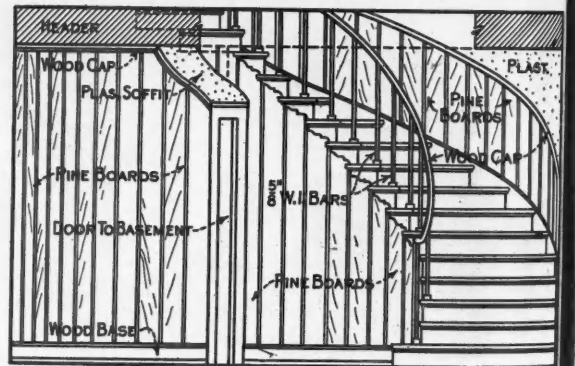 HEADER
WOOD CAP
PLAS. SOFFIT
PLAST.
PINE
BOARDS
WOOD CAP
PINE BOARDS
5/8" W.I. BARS
DOOR TO BASEMENT
PINE BOARDS
WOOD BASE